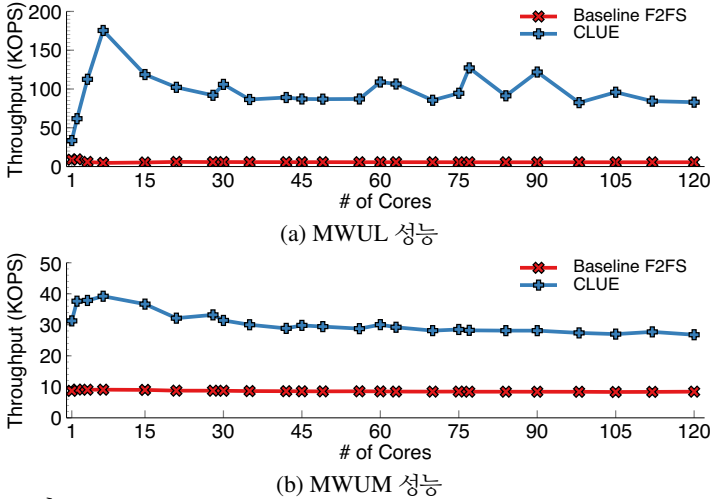 Throughput (KOPS)
200
150
100
50
0
Baseline F2FS
CLUE
1 15 30 45 60 75 90 105 120
# of Cores
(a) MWUL 성능
Throughput (KOPS)
50
40
30
20
10
0
Baseline F2FS
CLUE
1 15 30 45 60 75 90 105 120
# of Cores
(b) MWUM 성능